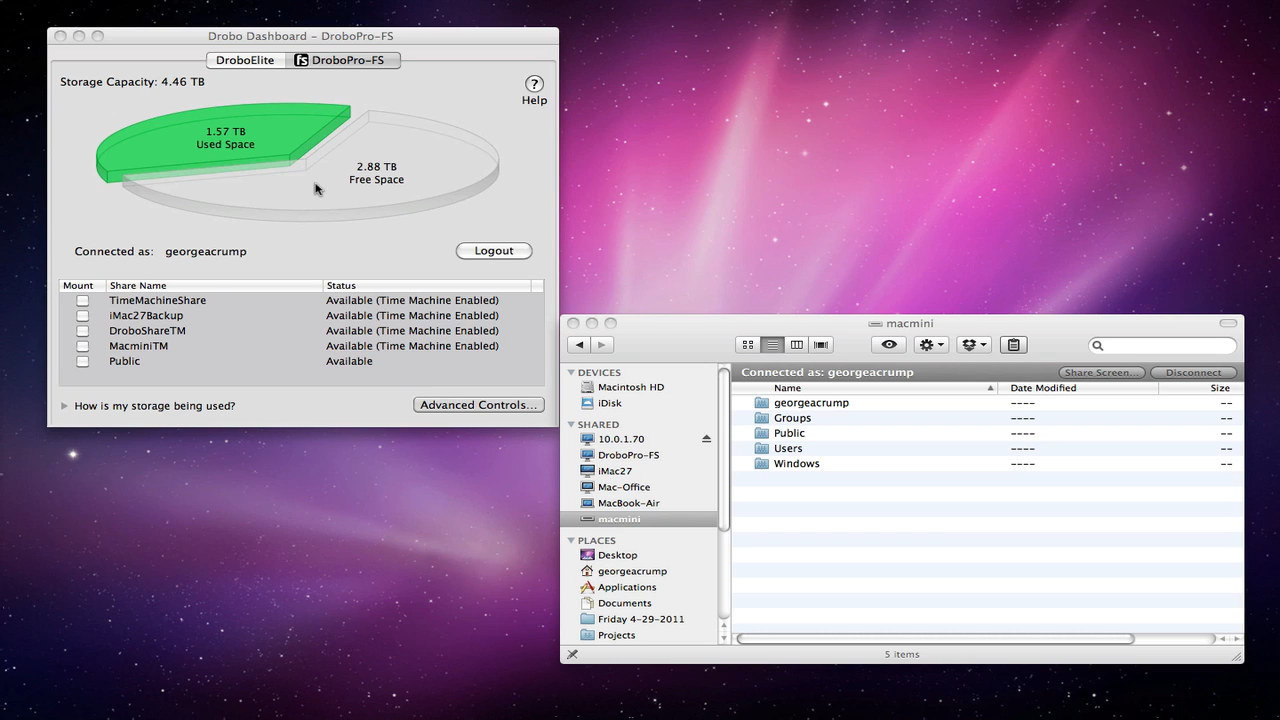 Drobo Dashboard – DroboPro-FS
DroboElite
fs DroboPro-FS
Storage Capacity: 4.46 TB
?
Help
1.57 TB
Used Space
2.88 TB
Free Space
Connected as: georgeacrump
Logout
Mount Share Name Status
TimeMachineShare Available (Time Machine Enabled)
iMac27Backup Available (Time Machine Enabled)
DroboShareTM Available (Time Machine Enabled)
MacminiTM Available (Time Machine Enabled)
Public Available
How is my storage being used?
Advanced Controls...
macmini
DEVICES
Macintosh HD
iDisk
SHARED
10.0.1.70
DroboPro-FS
iMac27
Mac-Office
MacBook-Air
macmini
PLACES
Desktop
georgeacrump
Applications
Documents
Friday 4-29-2011
Projects
Connected as: georgeacrump
Share Screen...
Disconnect
Name Date Modified Size
georgeacrump ---- --
Groups ---- --
Public ---- --
Users ---- --
Windows ---- --
5 items